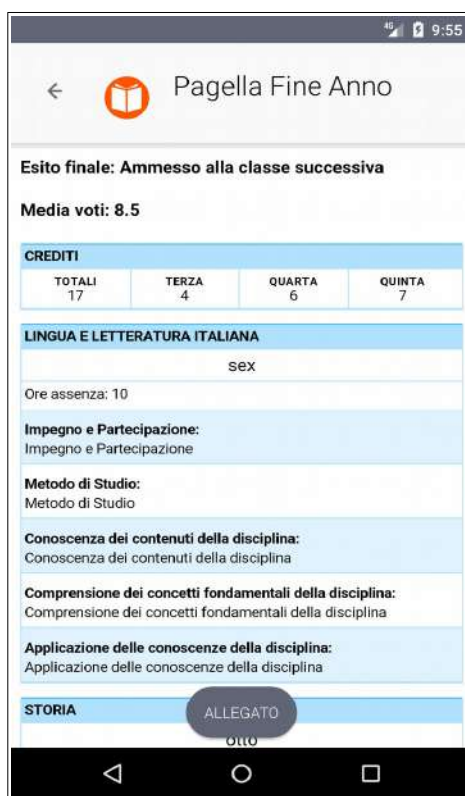 4G 9:55
Pagella Fine Anno
Esito finale: Ammesso alla classe successiva
Media voti: 8.5
CREDITI
TOTALI TERZA QUARTA QUINTA
17 4 6 7
LINGUA E LETTERATURA ITALIANA
sex
Ore assenza: 10
Impegno e Partecipazione:
Impegno e Partecipazione
Metodo di Studio:
Metodo di Studio
Conoscenza dei contenuti della disciplina:
Conoscenza dei contenuti della disciplina
Comprensione dei concetti fondamentali della disciplina:
Comprensione dei concetti fondamentali della disciplina
Applicazione delle conoscenze della disciplina:
Applicazione delle conoscenze della disciplina
STORIA
ALLEGATO
otto